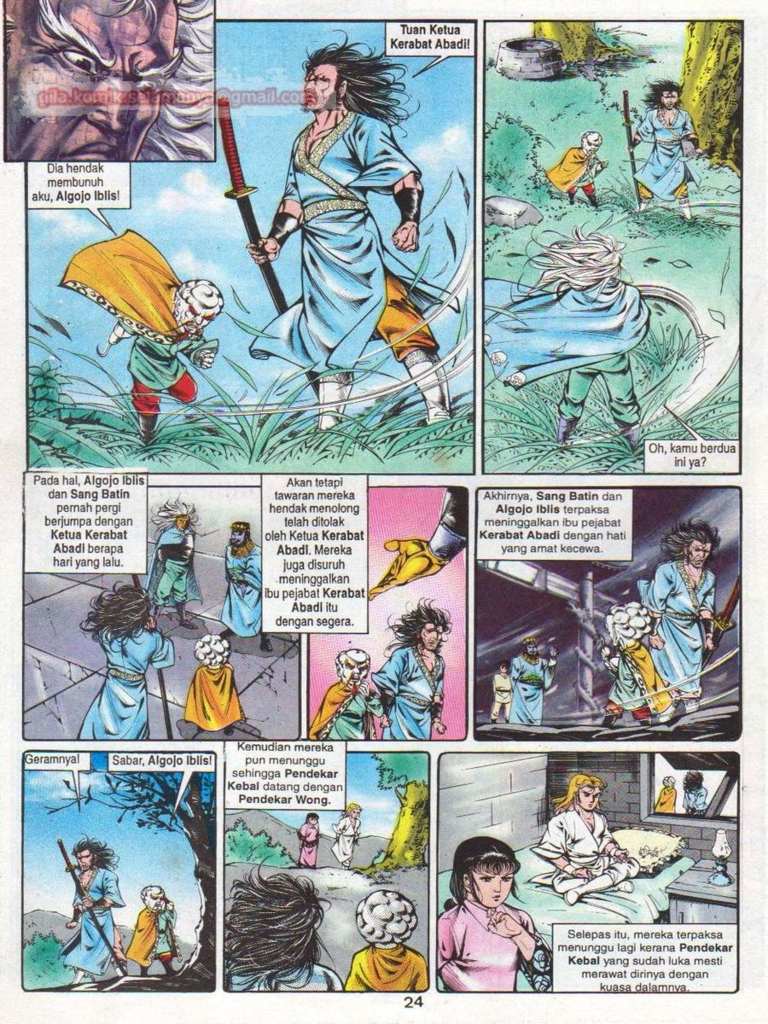 Tuan Ketua
Kerabat Abadi!
Dia hendak
membunuh
aku, Algojo Iblis!
Oh, kamu berdua
ini ya?
Pada hal, Algojo Iblis
dan Sang Batin
pernah pergi
berjumpa dengan
Ketua Kerabat
Abadi berapa
hari yang lalu.
Akan tetapi
tawaran mereka
hendak menolong
telah ditolak
oleh Ketua Kerabat
Abadi. Mereka
juga disuruh
meninggalkan
ibu pejabat Kerabat
Abadi itu
dengan segera.
Akhirnya, Sang Batin dan
Algojo Iblis terpaksa
meninggalkan ibu pejabat
Kerabat Abadi dengan hati
yang amat kecewa.
Geramnya!
Sabar, Algojo Iblis!
Kemudian mereka
pun menunggu
sehingga Pendekar
Kebal datang dengan
Pendekar Wong.
Selepas itu, mereka terpaksa
menunggu lagi kerana Pendekar
Kebal yang sudah luka mesti
merawat dirinya dengan
kuasa dalamnya.
24